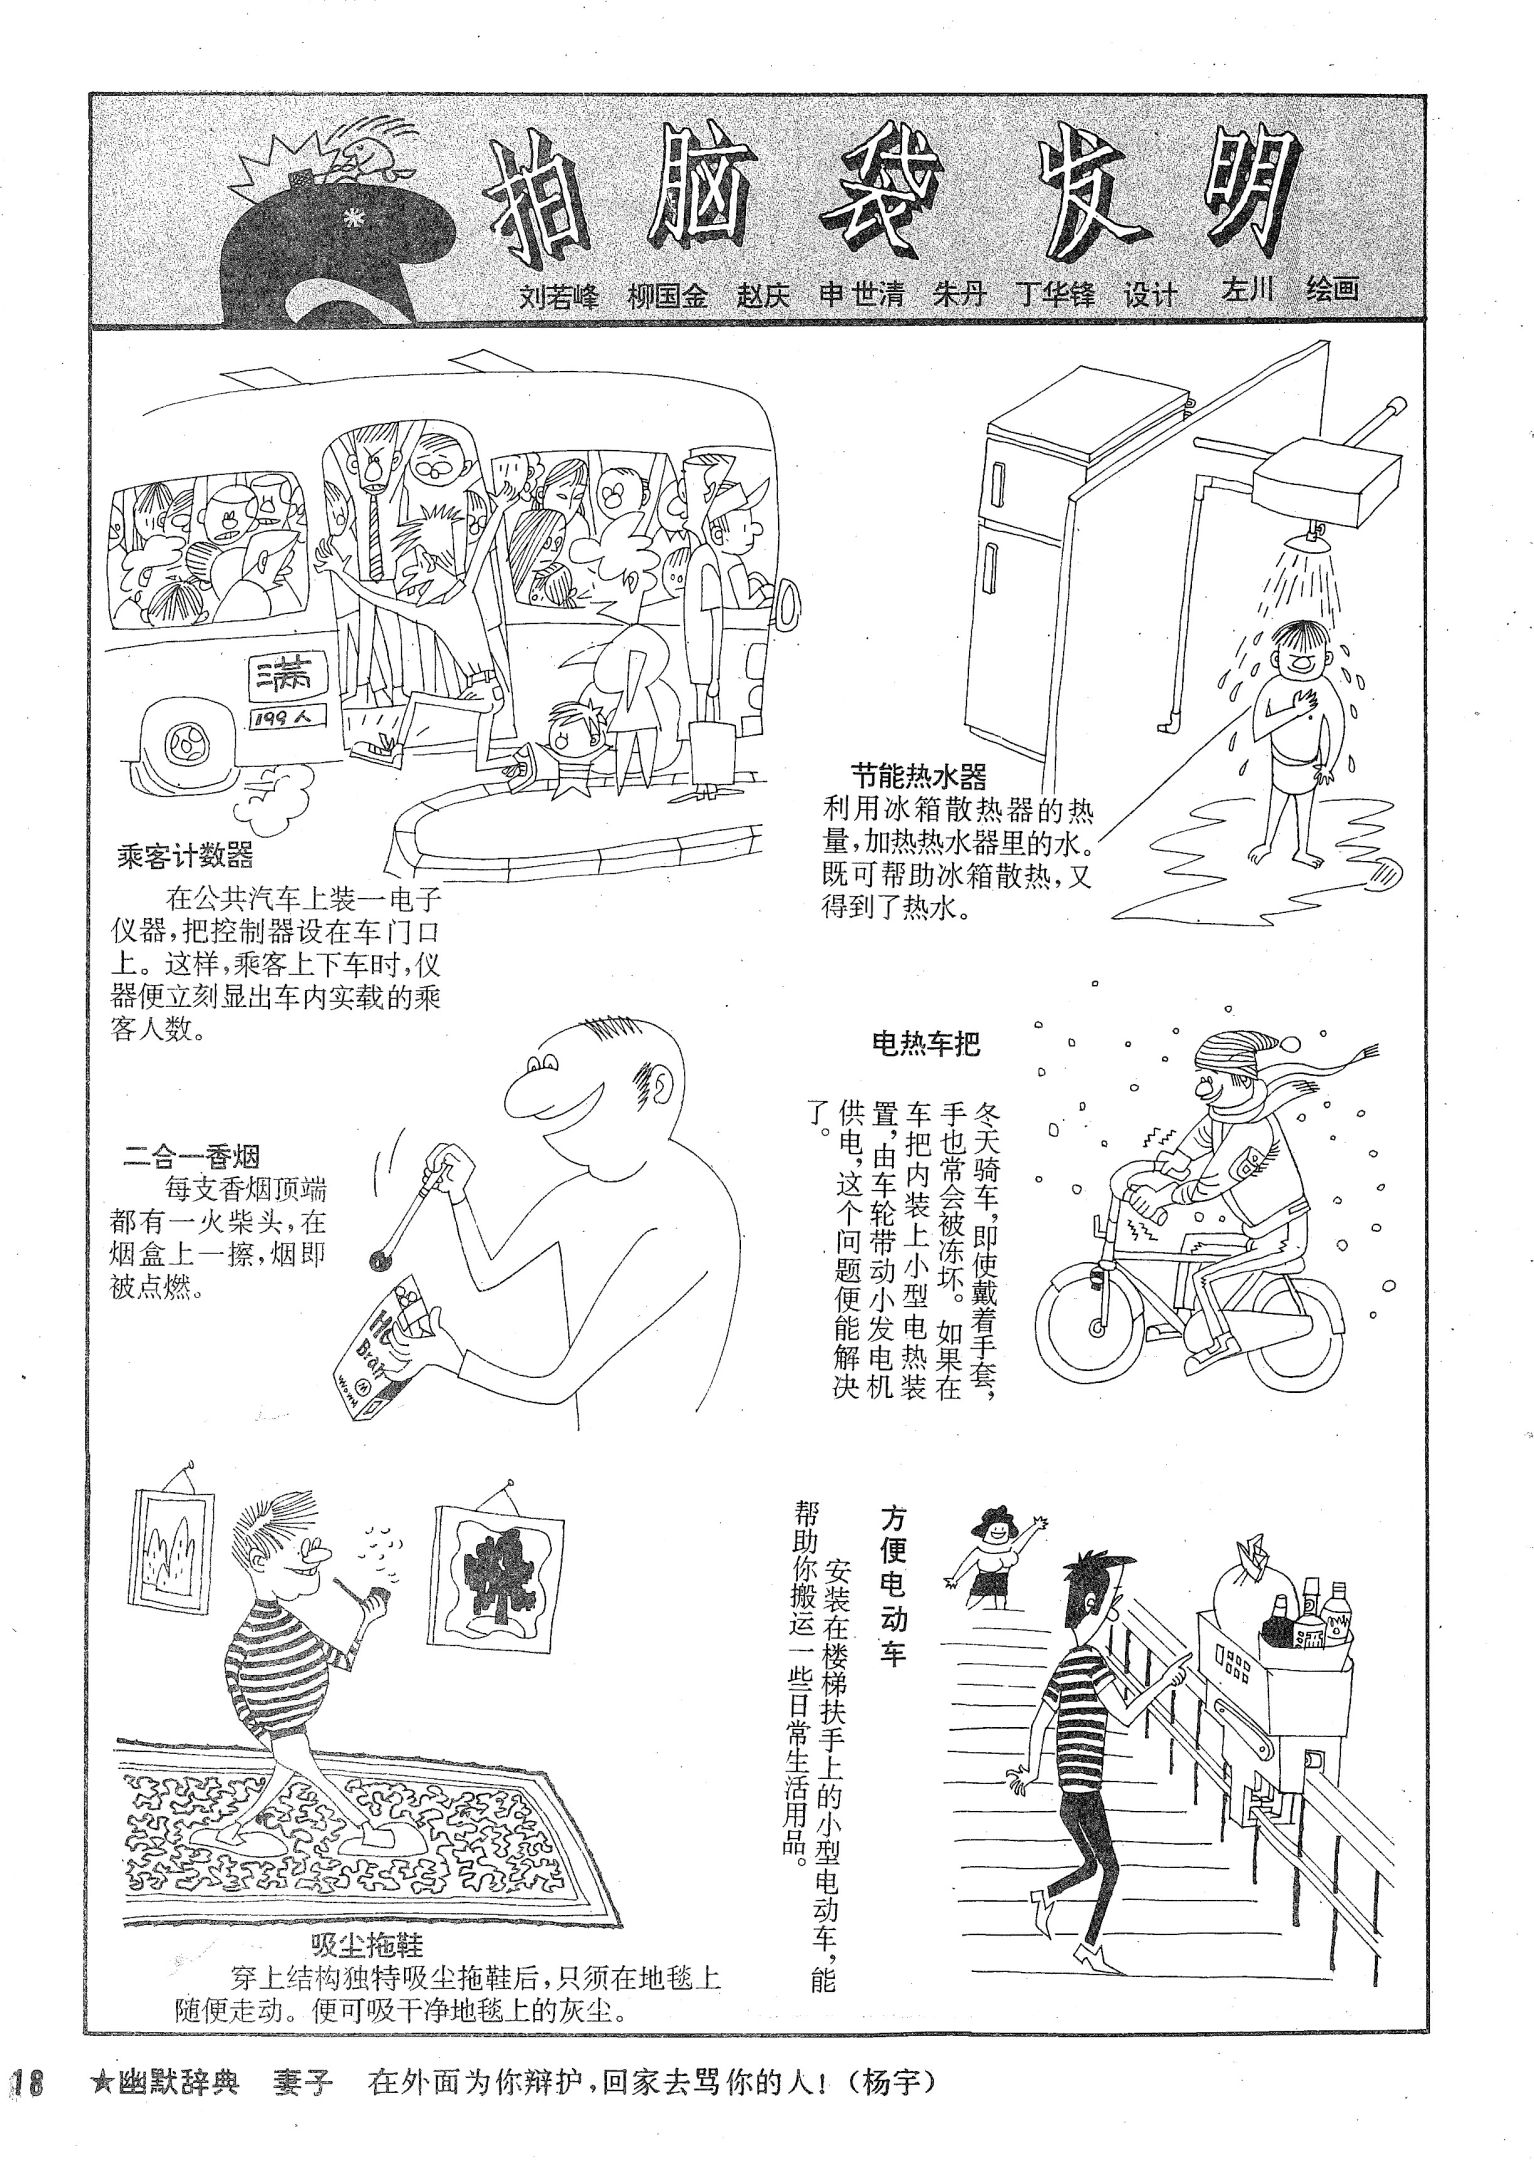 拍脑袋发明
刘若峰 柳国金 赵庆 申世清 朱丹 丁华锋 设计 左川 绘画
满
199人
乘客计数器
在公共汽车上装一电子
仪器，把控制器设在车门口
上。这样，乘客上下车时，仪
器便立刻显出车内实载的乘
客人数。
节能热水器
利用冰箱散热器的热
量，加热热水器里的水。
既可帮助冰箱散热，又
得到了热水。
二合一香烟
每支香烟顶端
都有一火柴头，在
烟盒上一擦，烟即
被点燃。
电热车把
冬天骑车，即使戴着手套，
手也常会被冻坏。如果在
车把内装上小型电热装
置，由车轮带动小发电机
供电，这个问题便能解决
了。
吸尘拖鞋
穿上结构独特吸尘拖鞋后，只须在地毯上
随便走动。便可吸干净地毯上的灰尘。
方便电动车
安装在楼梯扶手上的小型电动车，能
帮助你搬运一些日常生活用品。
18 ★幽默辞典 妻子 在外面为你辩护，回家去骂你的人！（杨宇）